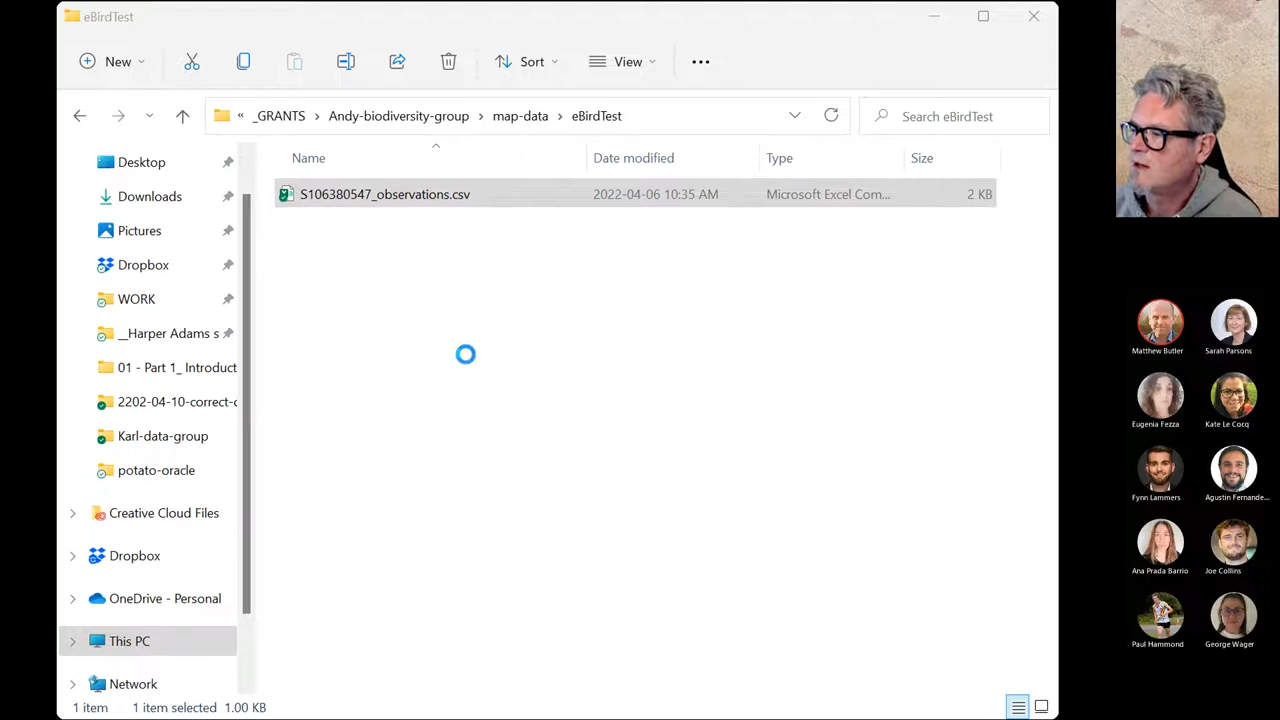 eBirdTest
New
Sort
View
« _GRANTS > Andy-biodiversity-group > map-data > eBirdTest
Search eBirdTest
Name Date modified Type Size
S106380547_observations.csv 2022-04-06 10:35 AM Microsoft Excel Com... 2 KB
Desktop
Downloads
Pictures
Dropbox
WORK
__Harper Adams s
01 - Part 1_ Introduct
2202-04-10-correct-c
Karl-data-group
potato-oracle
Creative Cloud Files
Dropbox
OneDrive - Personal
This PC
Network
1 item 1 item selected 1.00 KB
Matthew Butler Sarah Parsons
Eugenia Fezza Kate Le Cocq
Fynn Lammers Agustin Fernande...
Ana Prada Barrio Joe Collins
Paul Hammond George Wager